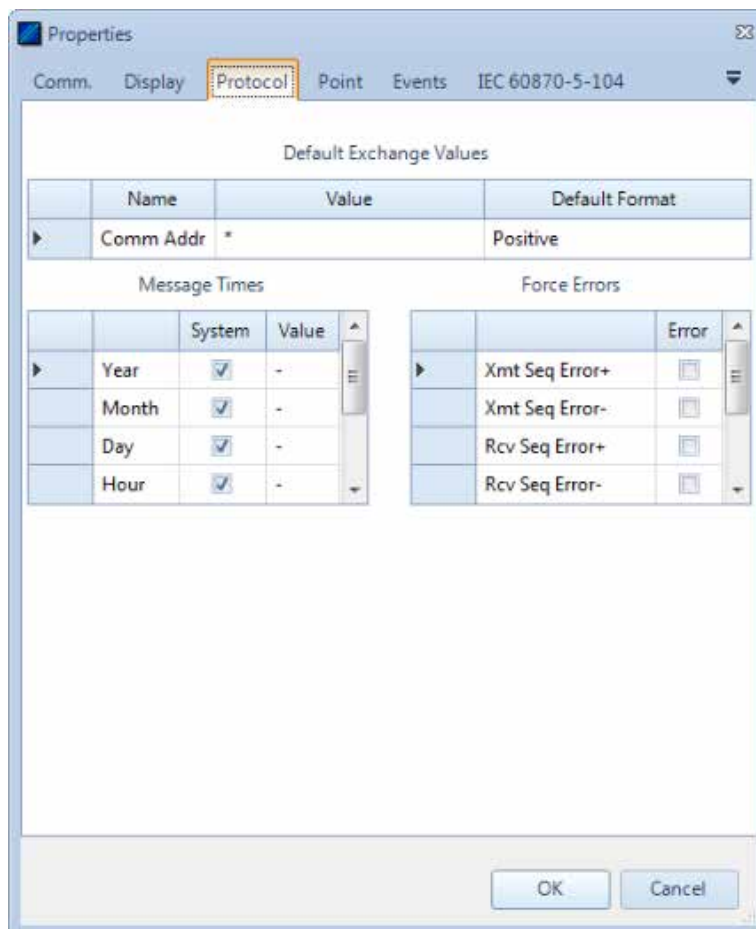 Properties
Comm. Display Protocol Point Events IEC 60870-5-104
Default Exchange Values
Name Value Default Format
Comm Addr * Positive
Message Times Force Errors
System Value Error
Year - Xmt Seq Error+
Month - Xmt Seq Error-
Day - Rcv Seq Error+
Hour - Rcv Seq Error-
OK Cancel